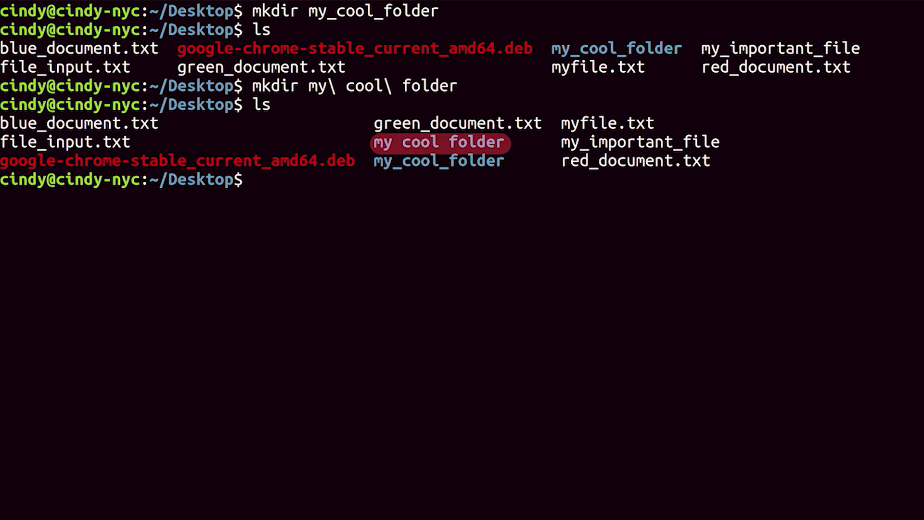 cindy@cindy-nyc:~/Desktop$ mkdir my_cool_folder
cindy@cindy-nyc:~/Desktop$ ls
blue_document.txt  google-chrome-stable_current_amd64.deb  my_cool_folder  my_important_file
file_input.txt     green_document.txt                      myfile.txt      red_document.txt
cindy@cindy-nyc:~/Desktop$ mkdir my\ cool\ folder
cindy@cindy-nyc:~/Desktop$ ls
blue_document.txt                       green_document.txt  myfile.txt
file_input.txt                          my cool folder      my_important_file
google-chrome-stable_current_amd64.deb  my_cool_folder      red_document.txt
cindy@cindy-nyc:~/Desktop$